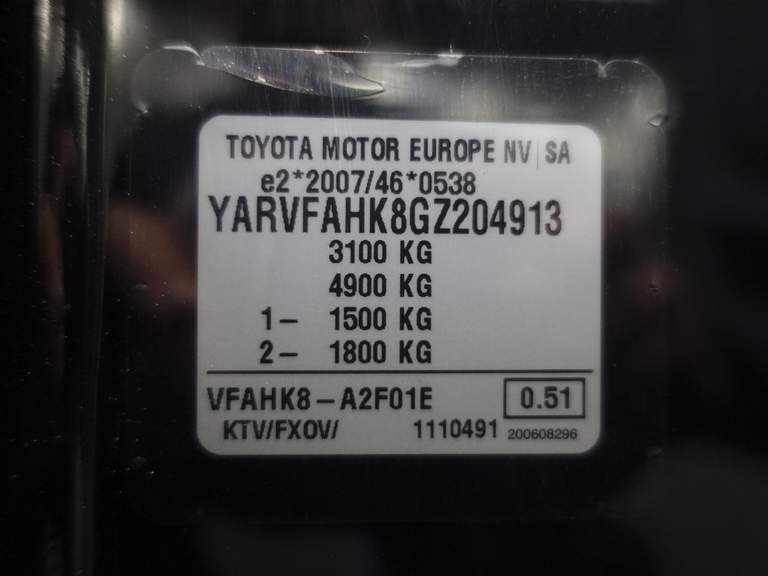 TOYOTA MOTOR EUROPE NV|SA
e2*2007/46*0538
YARVFAHK8GZ204913
3100 KG
4900 KG
1- 1500 KG
2- 1800 KG
VFAHK8-A2F01E 0.51
KTV/FXOV/ 1110491 200608296